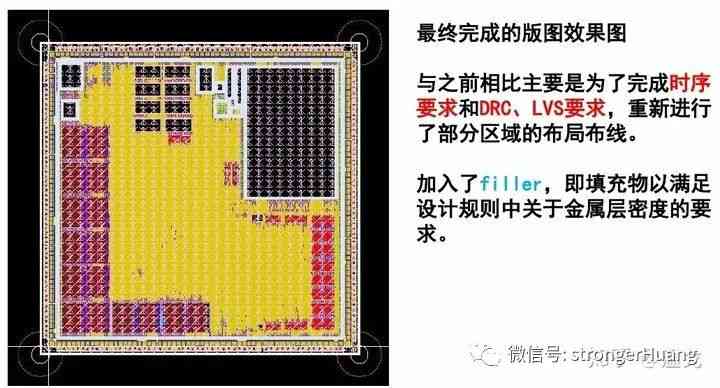 最终完成的版图效果图
与之前相比主要是为了完成时序
要求和DRC、LVS要求，重新进行
了部分区域的布局布线。
加入了filler，即填充物以满足
设计规则中关于金属层密度的要
求。
微信号: strongerHuang